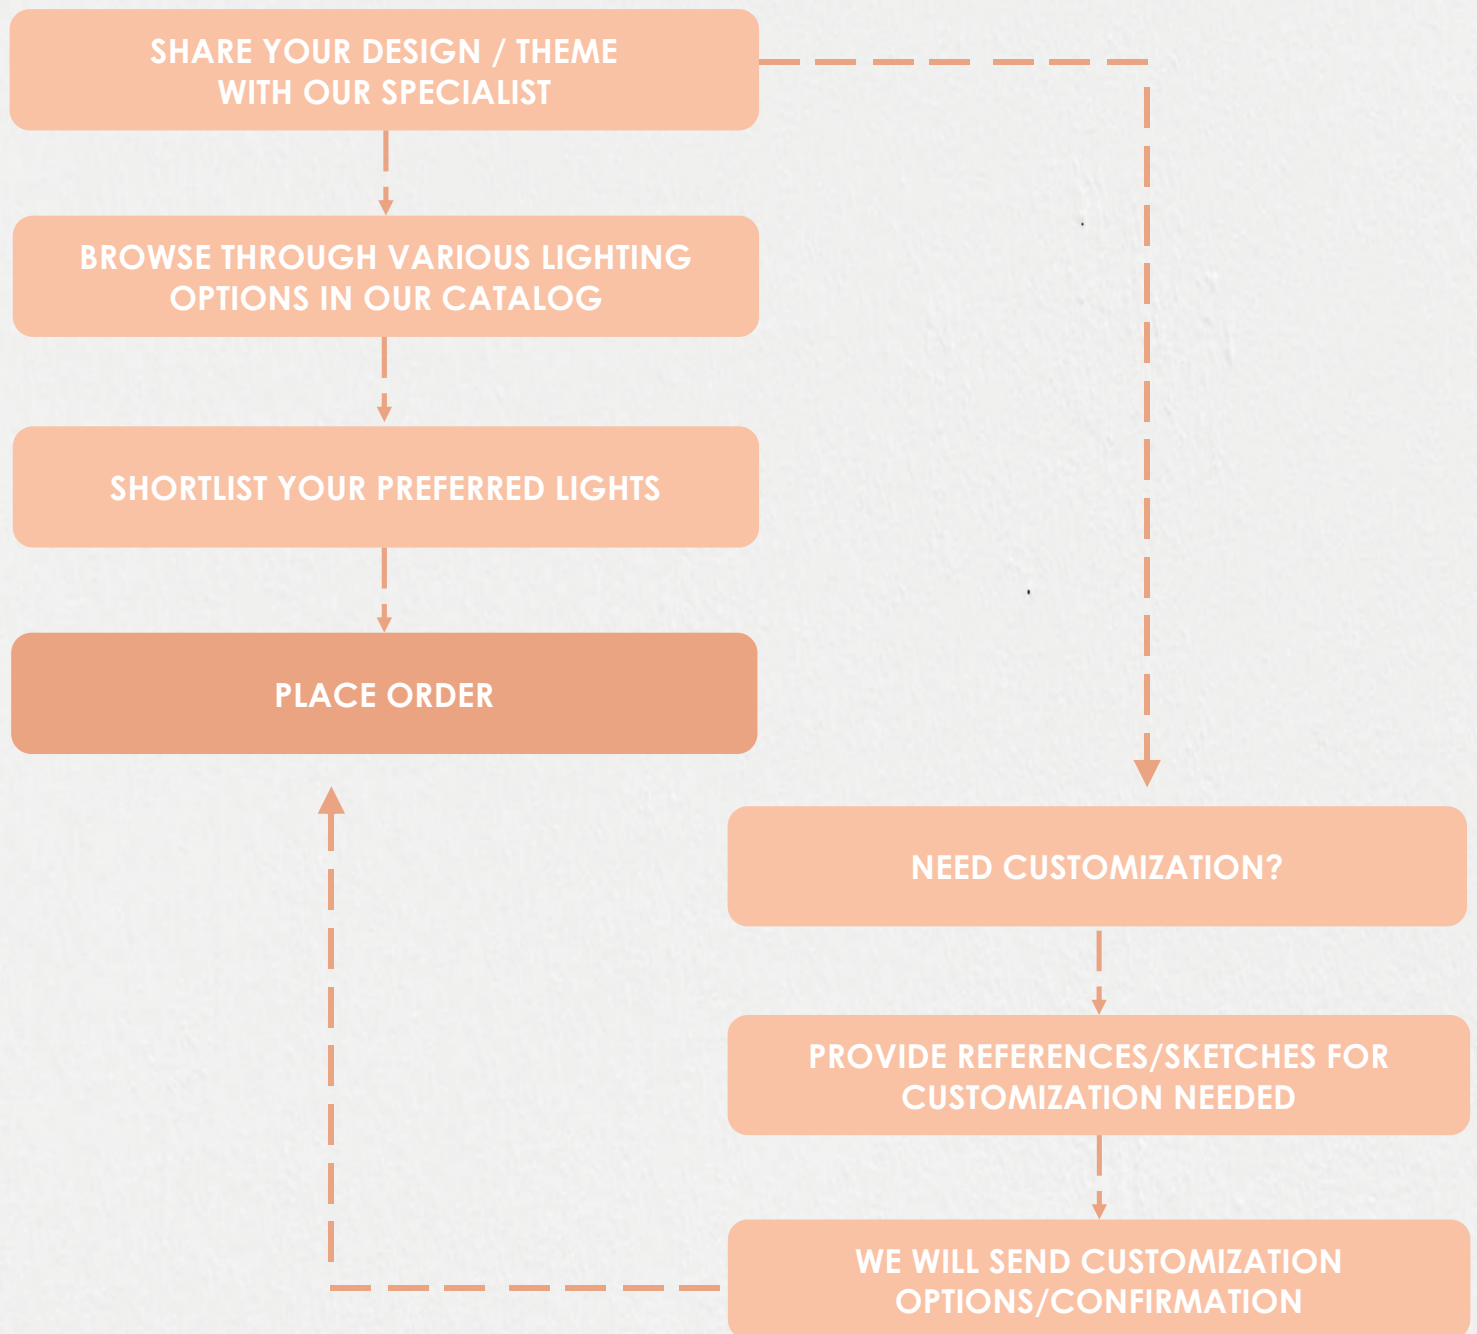 SHARE YOUR DESIGN / THEME
WITH OUR SPECIALIST
BROWSE THROUGH VARIOUS LIGHTING
OPTIONS IN OUR CATALOG
SHORTLIST YOUR PREFERRED LIGHTS
PLACE ORDER
NEED CUSTOMIZATION?
PROVIDE REFERENCES/SKETCHES FOR
CUSTOMIZATION NEEDED
WE WILL SEND CUSTOMIZATION
OPTIONS/CONFIRMATION